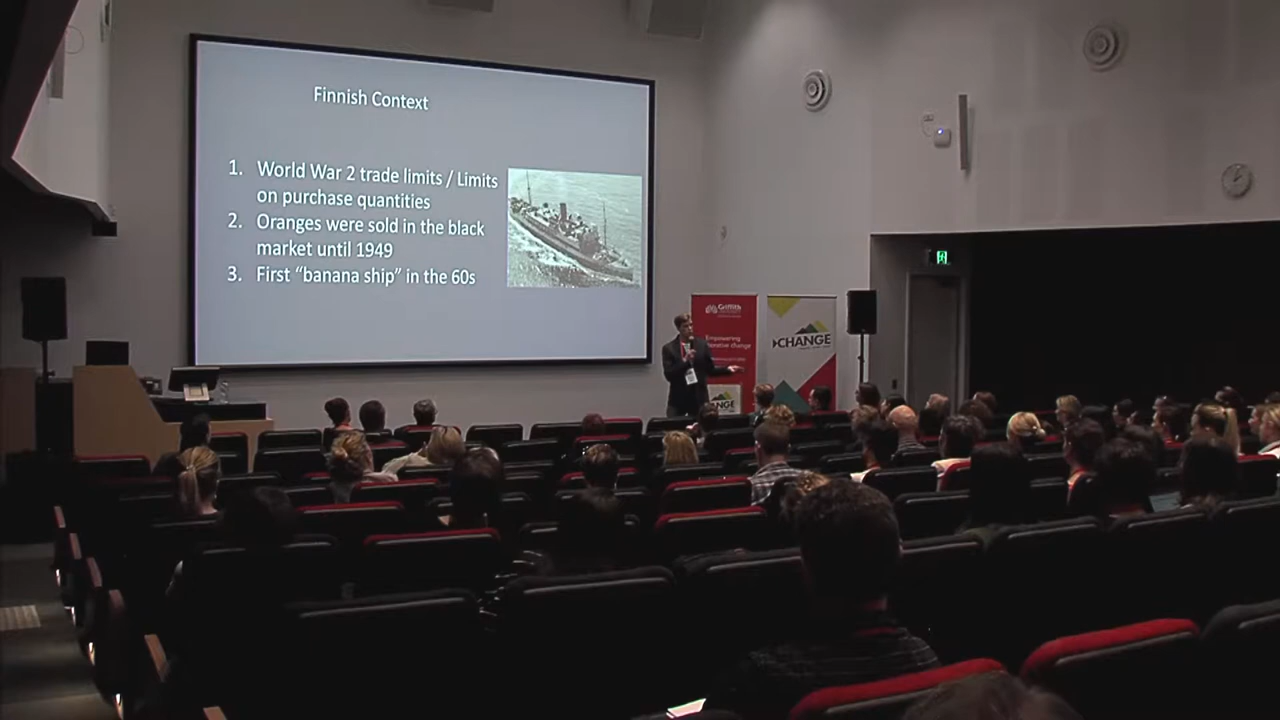 Finnish Context
1. World War 2 trade limits / Limits
on purchase quantities
2. Oranges were sold in the black
market until 1949
3. First “banana ship” in the 60s
Griffith
Empowering
change
CHANGE